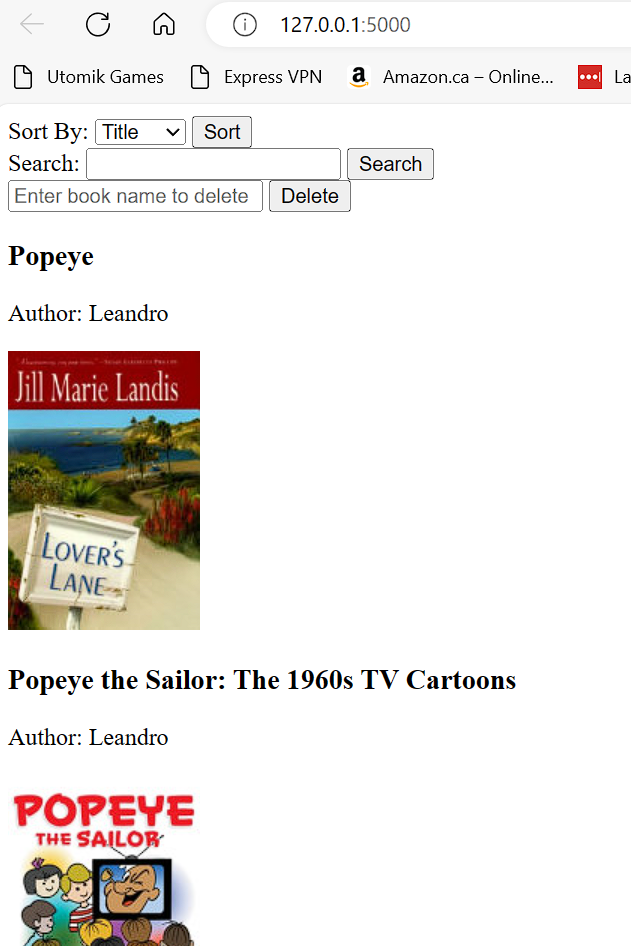 127.0.0.1:5000
Utomik Games Express VPN Amazon.ca – Online... La
Sort By: Title Sort
Search: Search
Enter book name to delete Delete
Popeye
Author: Leandro
Jill Marie Landis
LOVER'S
LANE
Popeye the Sailor: The 1960s TV Cartoons
Author: Leandro
POPEYE
THE SAILOR